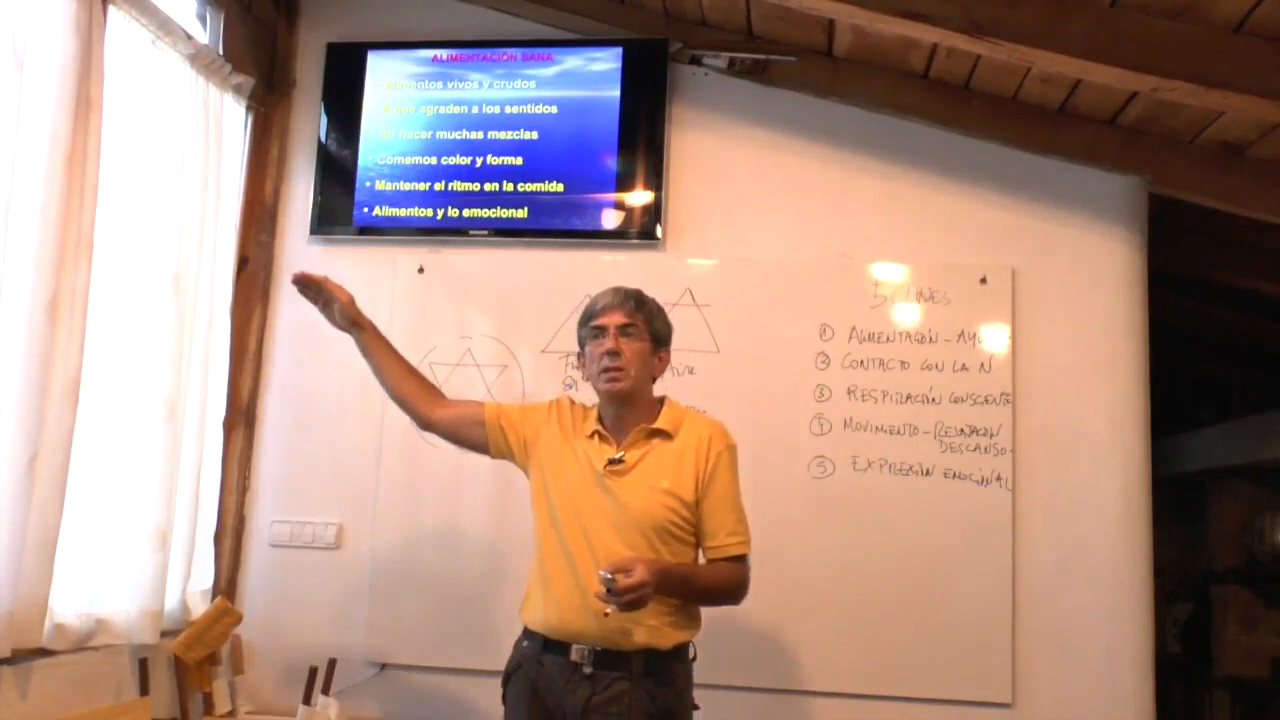 ALIMENTACIÓN SANA
Alimentos vivos y crudos
que agraden a los sentidos
No hacer muchas mezclas
• Comemos color y forma
• Mantener el ritmo en la comida
• Alimentos y lo emocional
5
① ALIMENTACIÓN -
② CONTACTO CON LA N
③ RESPIRACIÓN CONSCIENTE
④ MOVIMIENTO - RELAJACIÓN
DESCANSO
⑤ EXPRESIÓN EMOCIONAL